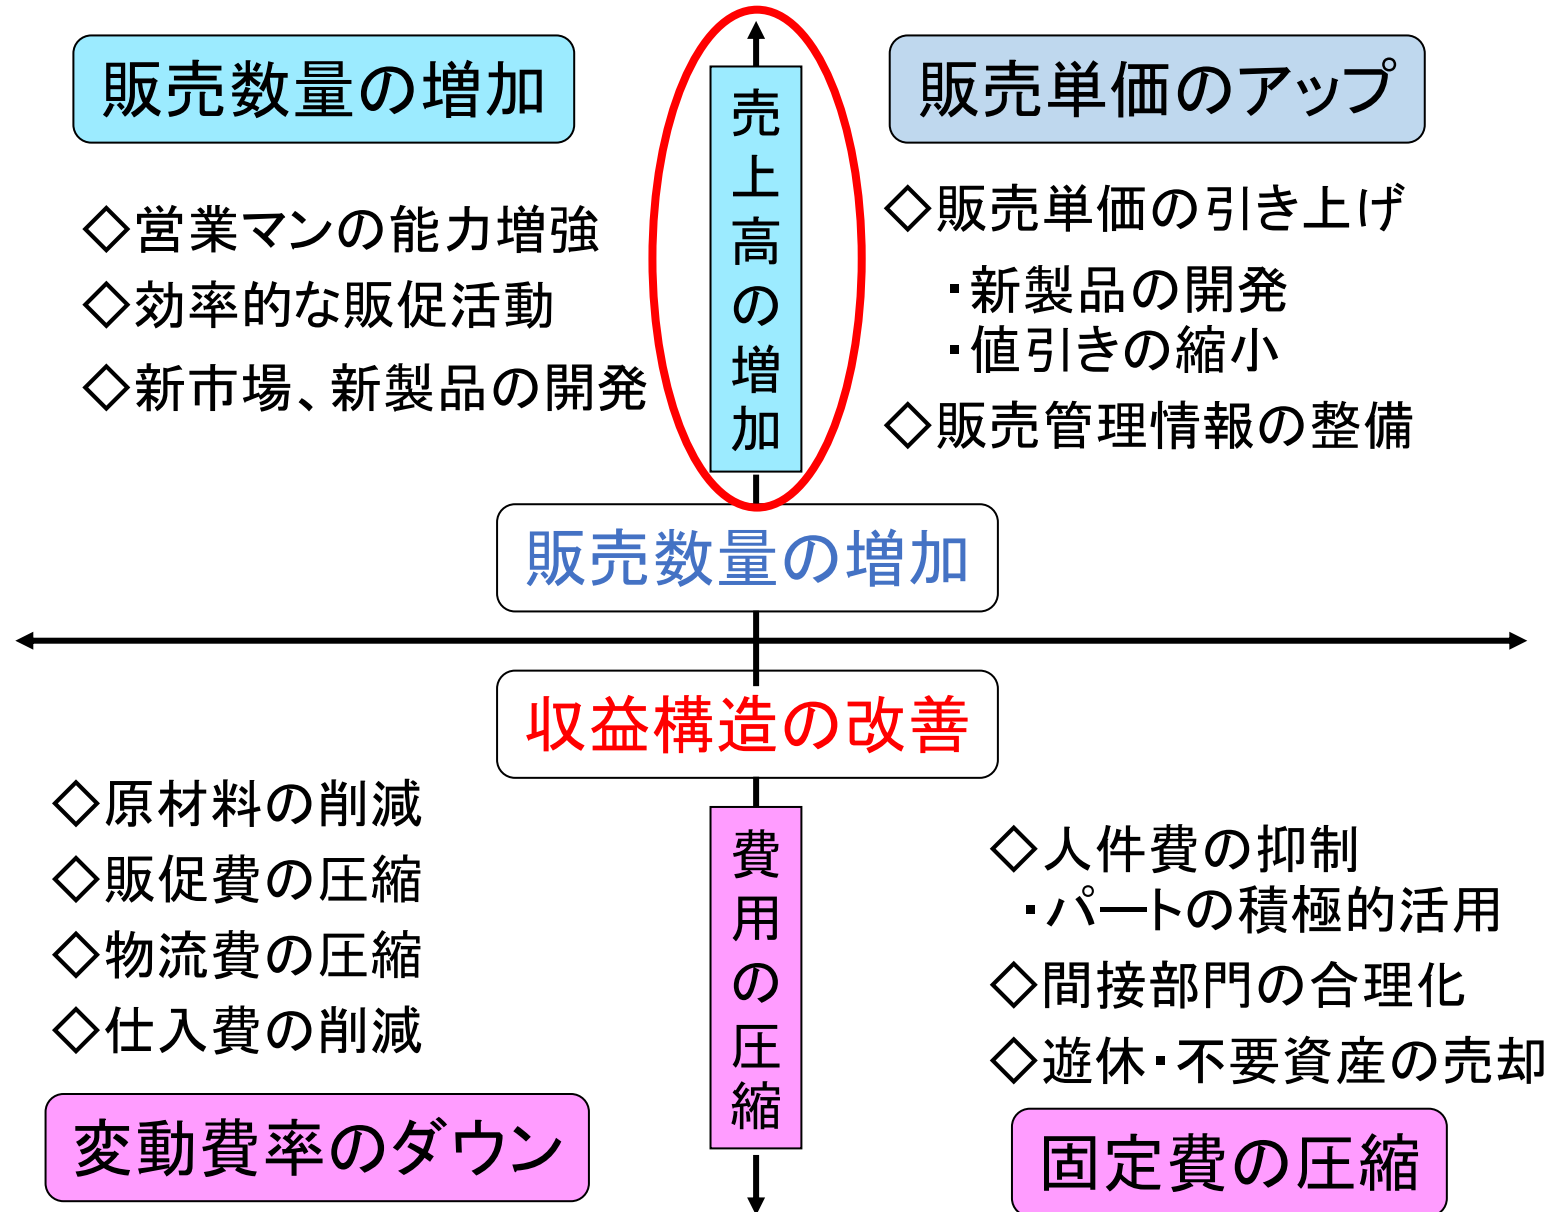 販売数量の増加
◇営業マンの能力増強
◇効率的な販促活動
◇新市場、新製品の開発
売上高の増加
販売単価のアップ
◇販売単価の引き上げ
・新製品の開発
・値引きの縮小
◇販売管理情報の整備
販売数量の増加
収益構造の改善
◇原材料の削減
◇販促費の圧縮
◇物流費の圧縮
◇仕入費の削減
変動費率のダウン
費用の圧縮
◇人件費の抑制
・パートの積極的活用
◇間接部門の合理化
◇遊休・不要資産の売却
固定費の圧縮